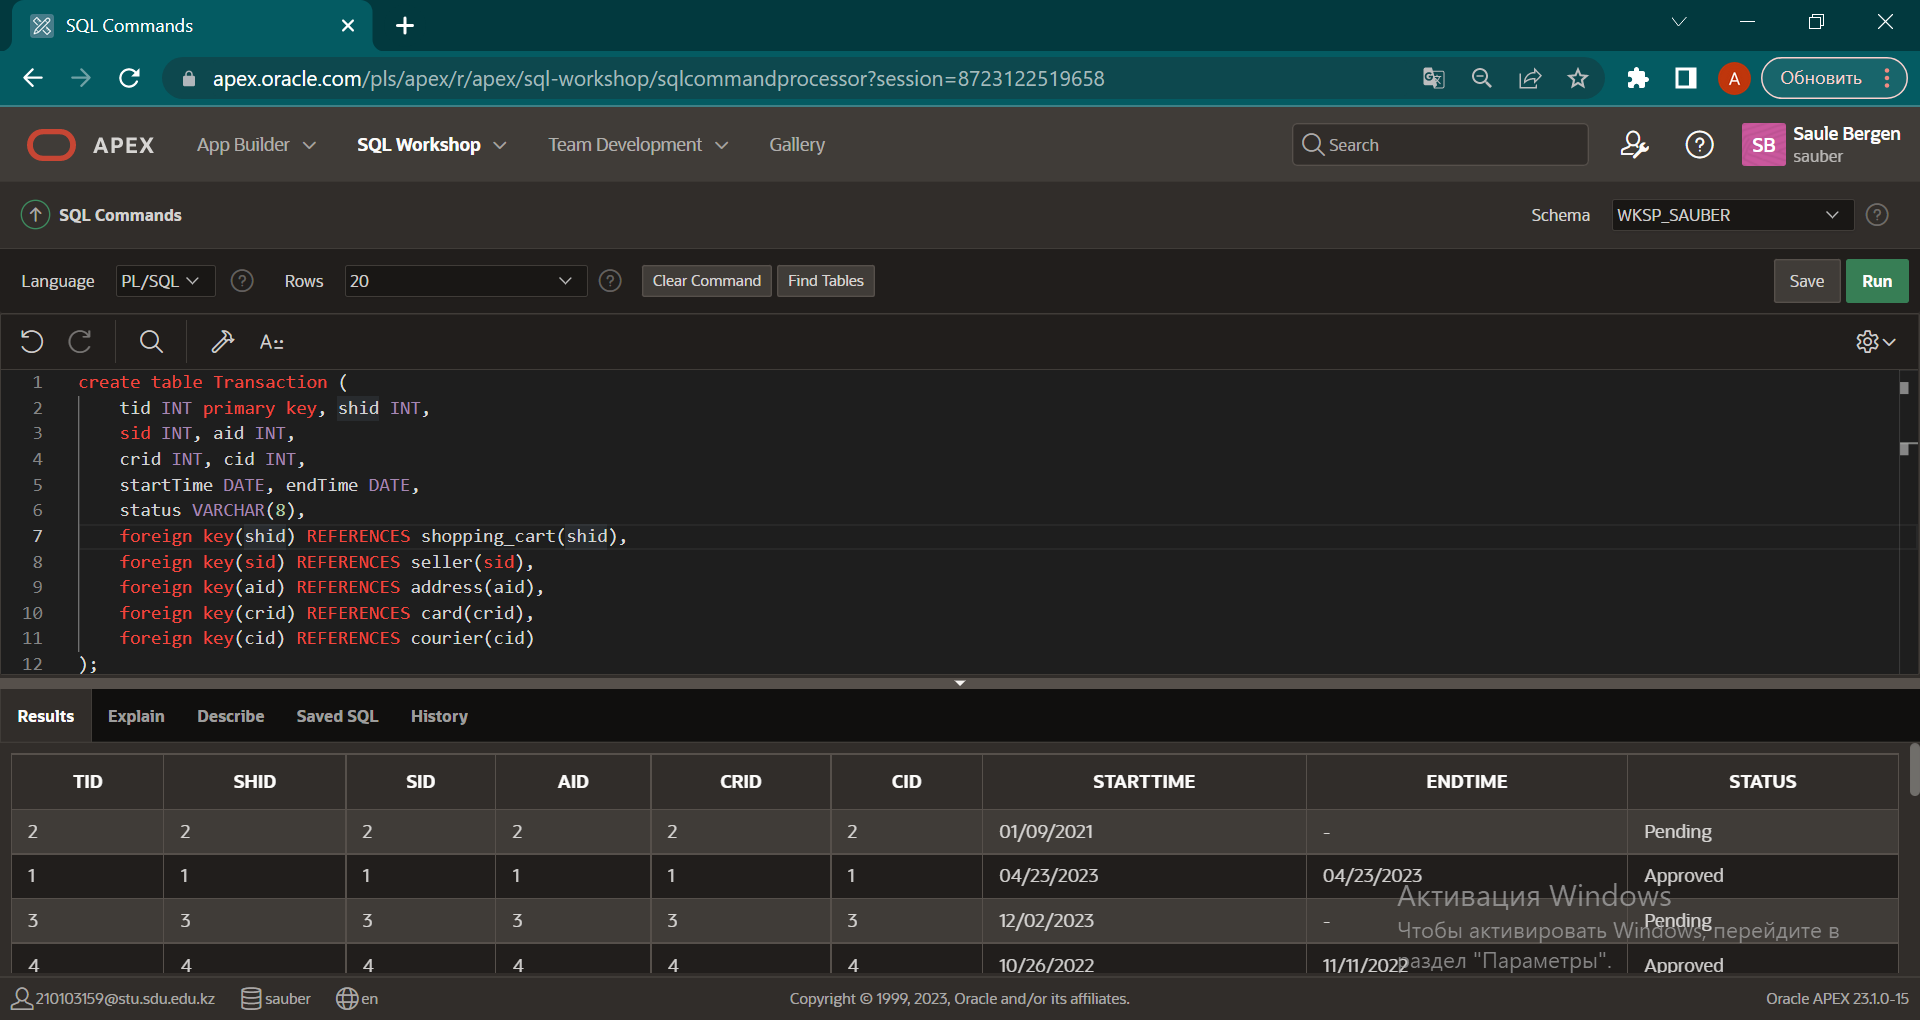 SQL Commands
apex.oracle.com/pls/apex/r/apex/sql-workshop/sqlcommandprocessor?session=8723122519658
A
Обновить
APEX App Builder SQL Workshop Team Development Gallery
Search
SB Saule Bergen
sauber
SQL Commands
Schema WKSP_SAUBER
Language PL/SQL Rows 20 Clear Command Find Tables Save Run
A::
1 create table Transaction (
2 tid INT primary key, shid INT,
3 sid INT, aid INT,
4 crid INT, cid INT,
5 startTime DATE, endTime DATE,
6 status VARCHAR(8),
7 foreign key(shid) REFERENCES shopping_cart(shid),
8 foreign key(sid) REFERENCES seller(sid),
9 foreign key(aid) REFERENCES address(aid),
10 foreign key(crid) REFERENCES card(crid),
11 foreign key(cid) REFERENCES courier(cid)
12 );
Results Explain Describe Saved SQL History
TID SHID SID AID CRID CID STARTTIME ENDTIME STATUS
2 2 2 2 2 2 01/09/2021 - Pending
1 1 1 1 1 1 04/23/2023 04/23/2023 Approved
3 3 3 3 3 3 12/02/2023 - Pending
4 4 4 4 4 4 10/26/2022 11/11/2022 Approved
Активация Windows
Чтобы активировать Windows, перейдите в
раздел "Параметры".
210103159@stu.sdu.edu.kz sauber en
Copyright © 1999, 2023, Oracle and/or its affiliates.
Oracle APEX 23.1.0-15